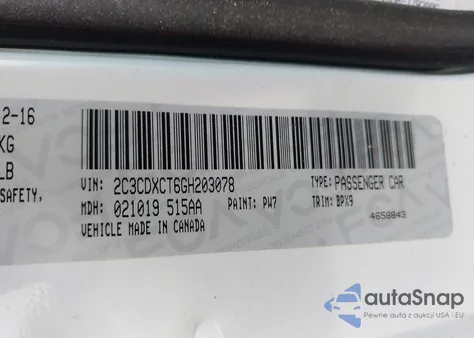 2-16
KG
LB
SAFETY,
VIN: 2C3CDXCT6GH203078
TYPE: PASSENGER CAR
MDH: 021019 515AA
PAINT: PW7
TRIM: BPX9
VEHICLE MADE IN CANADA
4658843
autoSnap
Pewne auta z aukcji USA i EU